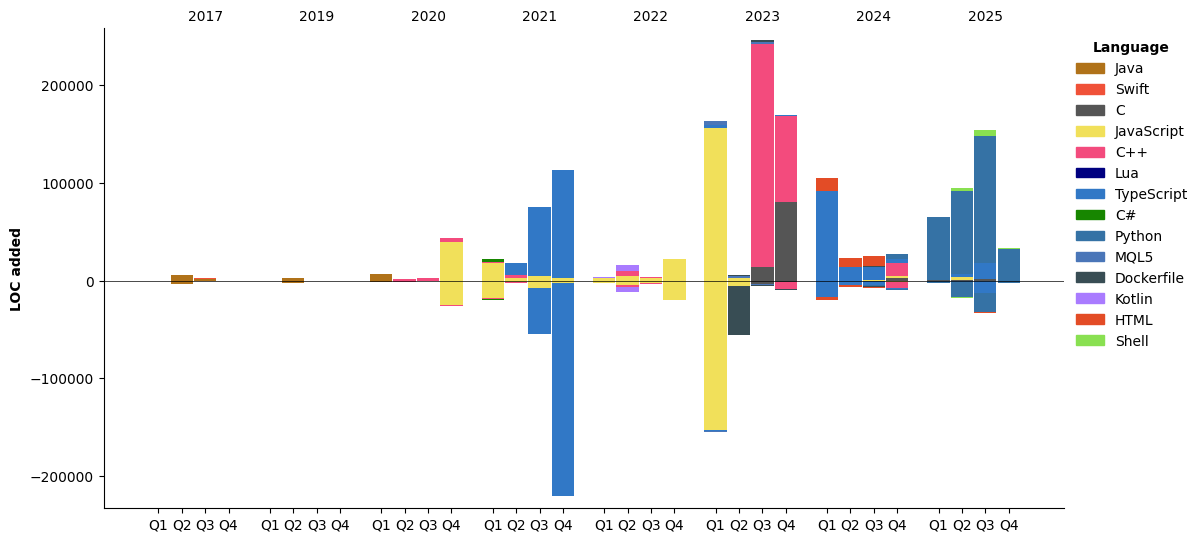 2017 2019 2020 2021 2022 2023 2024 2025
LOC added
200000
100000
0
−100000
−200000
Q1 Q2 Q3 Q4 Q1 Q2 Q3 Q4 Q1 Q2 Q3 Q4 Q1 Q2 Q3 Q4 Q1 Q2 Q3 Q4 Q1 Q2 Q3 Q4 Q1 Q2 Q3 Q4 Q1 Q2 Q3 Q4
Language
Java
Swift
C
JavaScript
C++
Lua
TypeScript
C#
Python
MQL5
Dockerfile
Kotlin
HTML
Shell